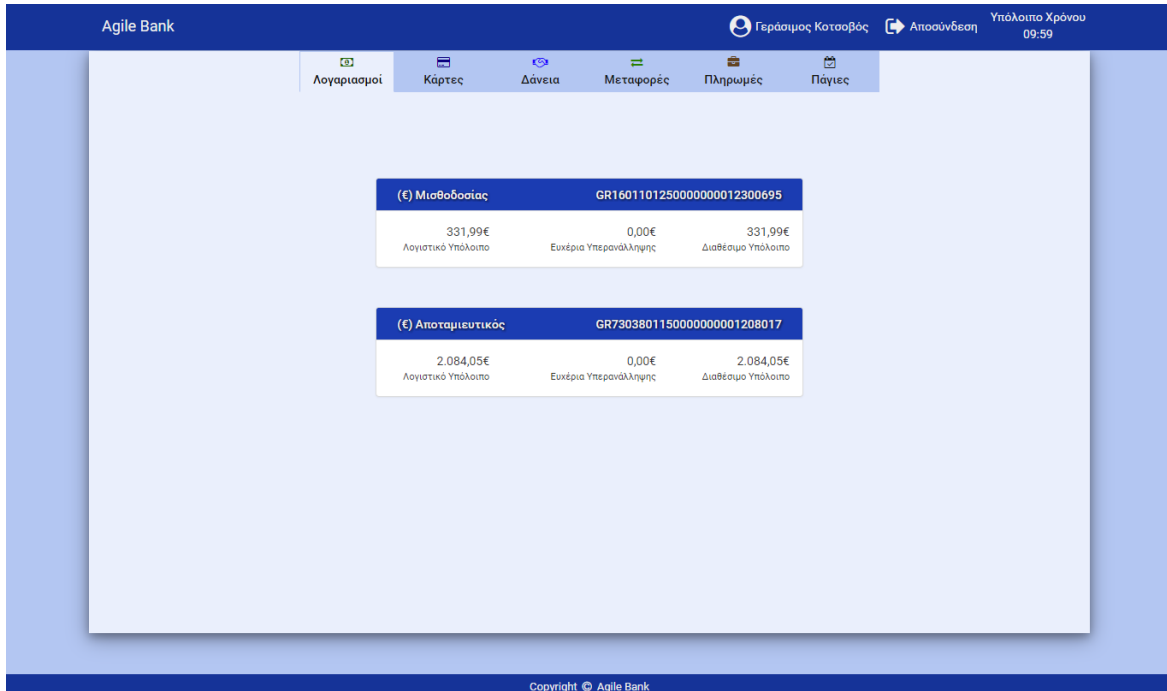 Agile Bank
Γεράσιμος Κοτσοβός
Αποσύνδεση
Υπόλοιπο Χρόνου
09:59
Λογαριασμοί Κάρτες Δάνεια Μεταφορές Πληρωμές Πάγιες
(€) Μισθοδοσίας GR1601101250000000012300695
331,99€ 0,00€ 331,99€
Λογιστικό Υπόλοιπο Ευχέρια Υπερανάλληψης Διαθέσιμο Υπόλοιπο
(€) Αποταμιευτικός GR7303801150000000001208017
2.084,05€ 0,00€ 2.084,05€
Λογιστικό Υπόλοιπο Ευχέρια Υπερανάλληψης Διαθέσιμο Υπόλοιπο
Copyright © Agile Bank